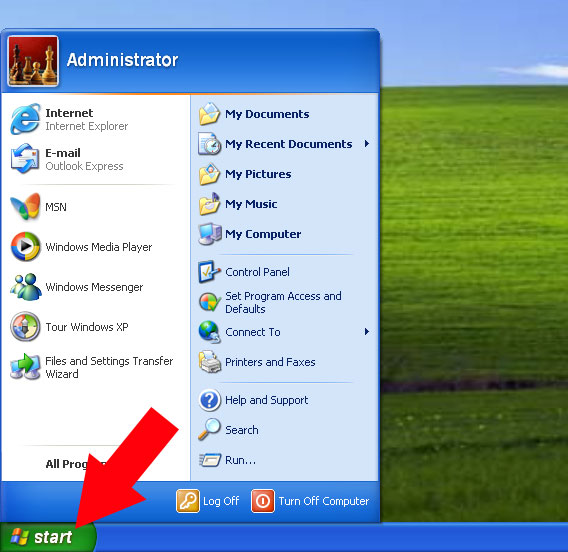 Administrator
Internet
Internet Explorer
E-mail
Outlook Express
MSN
Windows Media Player
Windows Messenger
Tour Windows XP
Files and Settings Transfer
Wizard
All
My Documents
My Recent Documents
My Pictures
My Music
My Computer
Control Panel
Set Program Access and
Defaults
Connect To
Printers and Faxes
Help and Support
Search
Run...
Log Off
Turn Off Computer
start